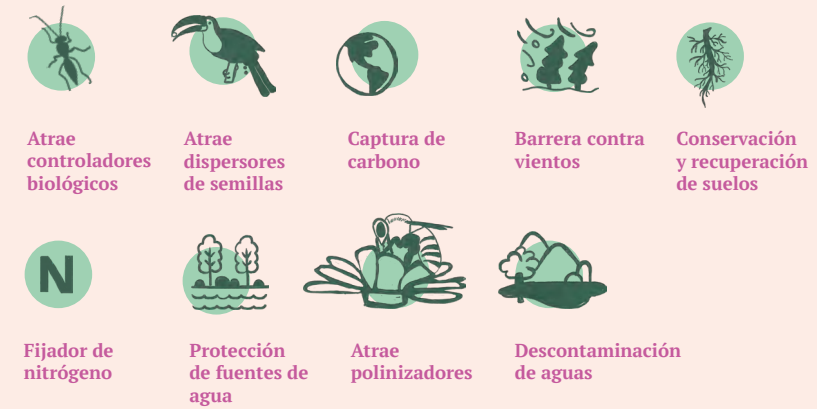 Atrae
controladores
biológicos
Atrae
dispersores
de semillas
Captura de
carbono
Barrera contra
vientos
Conservación
y recuperación
de suelos
N
Fijador de
nitrógeno
Protección
de fuentes de
agua
Atrae
polinizadores
Descontaminación
de aguas